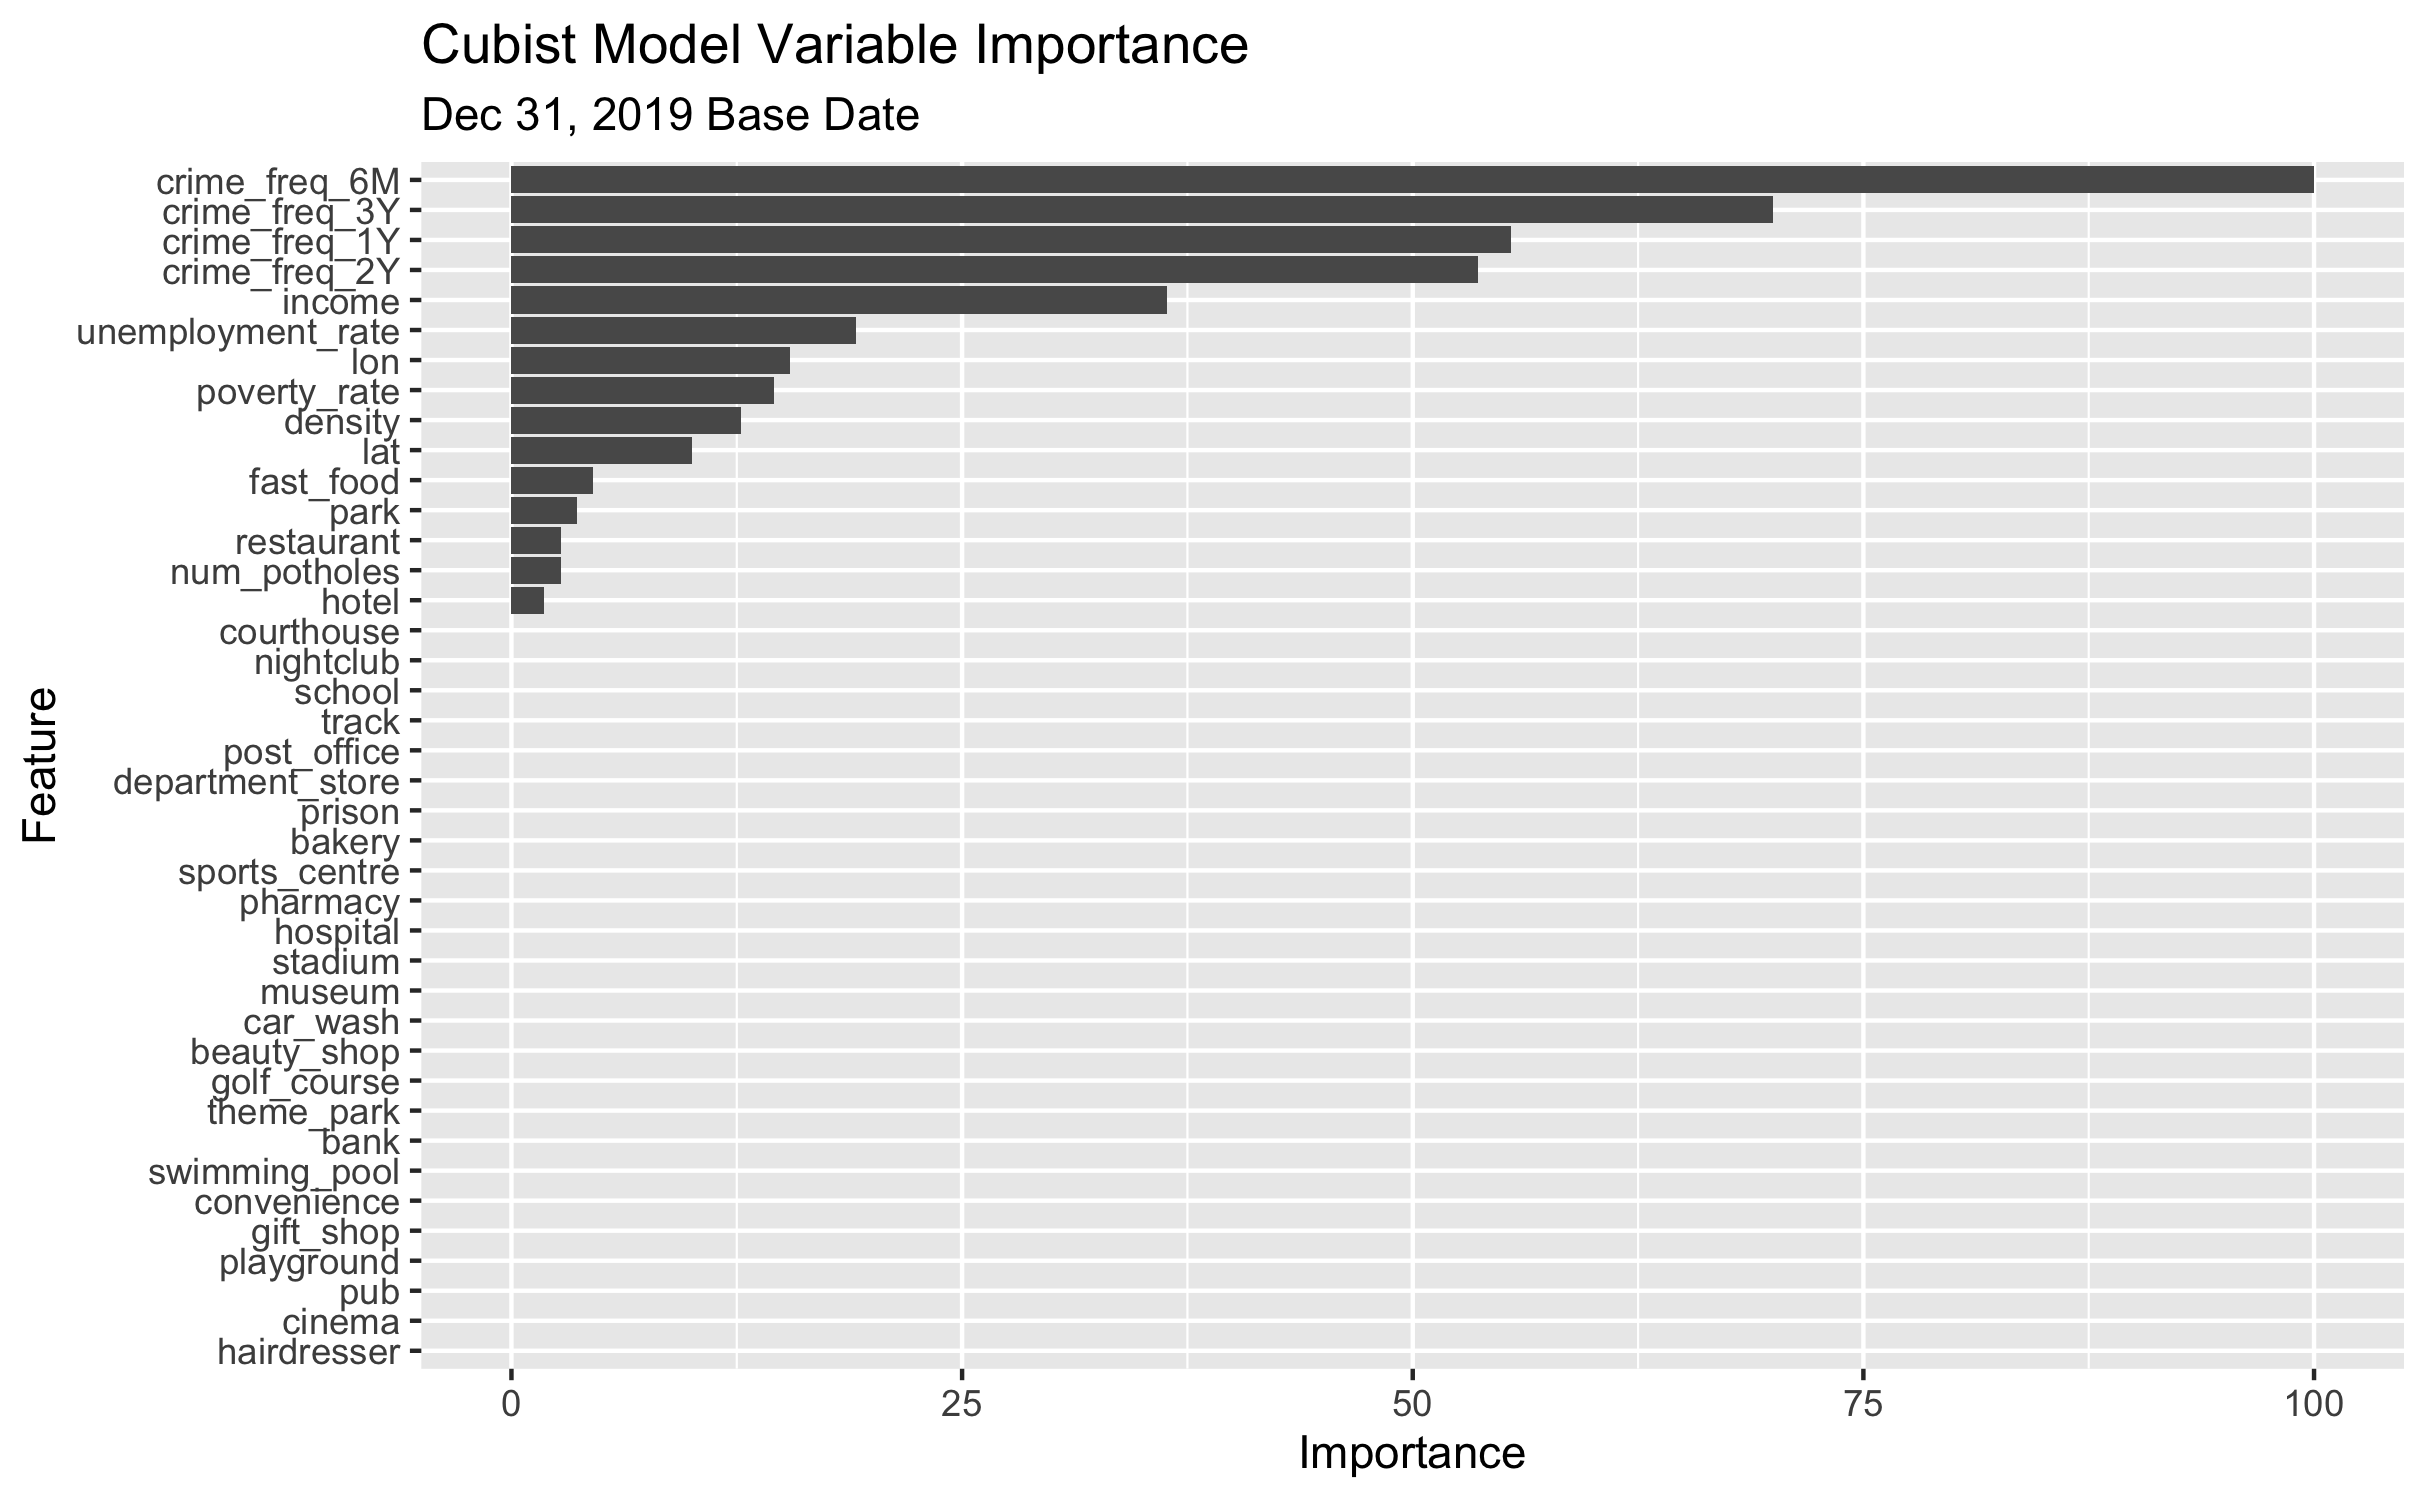 Cubist Model Variable Importance
Dec 31, 2019 Base Date
crime_freq_6M
crime_freq_3Y
crime_freq_1Y
crime_freq_2Y
income
unemployment_rate
lon
poverty_rate
density
lat
fast_food
park
restaurant
num_potholes
hotel
courthouse
nightclub
school
track
post_office
department_store
prison
bakery
sports_centre
pharmacy
hospital
stadium
museum
car_wash
beauty_shop
golf_course
theme_park
bank
swimming_pool
convenience
gift_shop
playground
pub
cinema
hairdresser
Feature
0 25 50 75 100
Importance